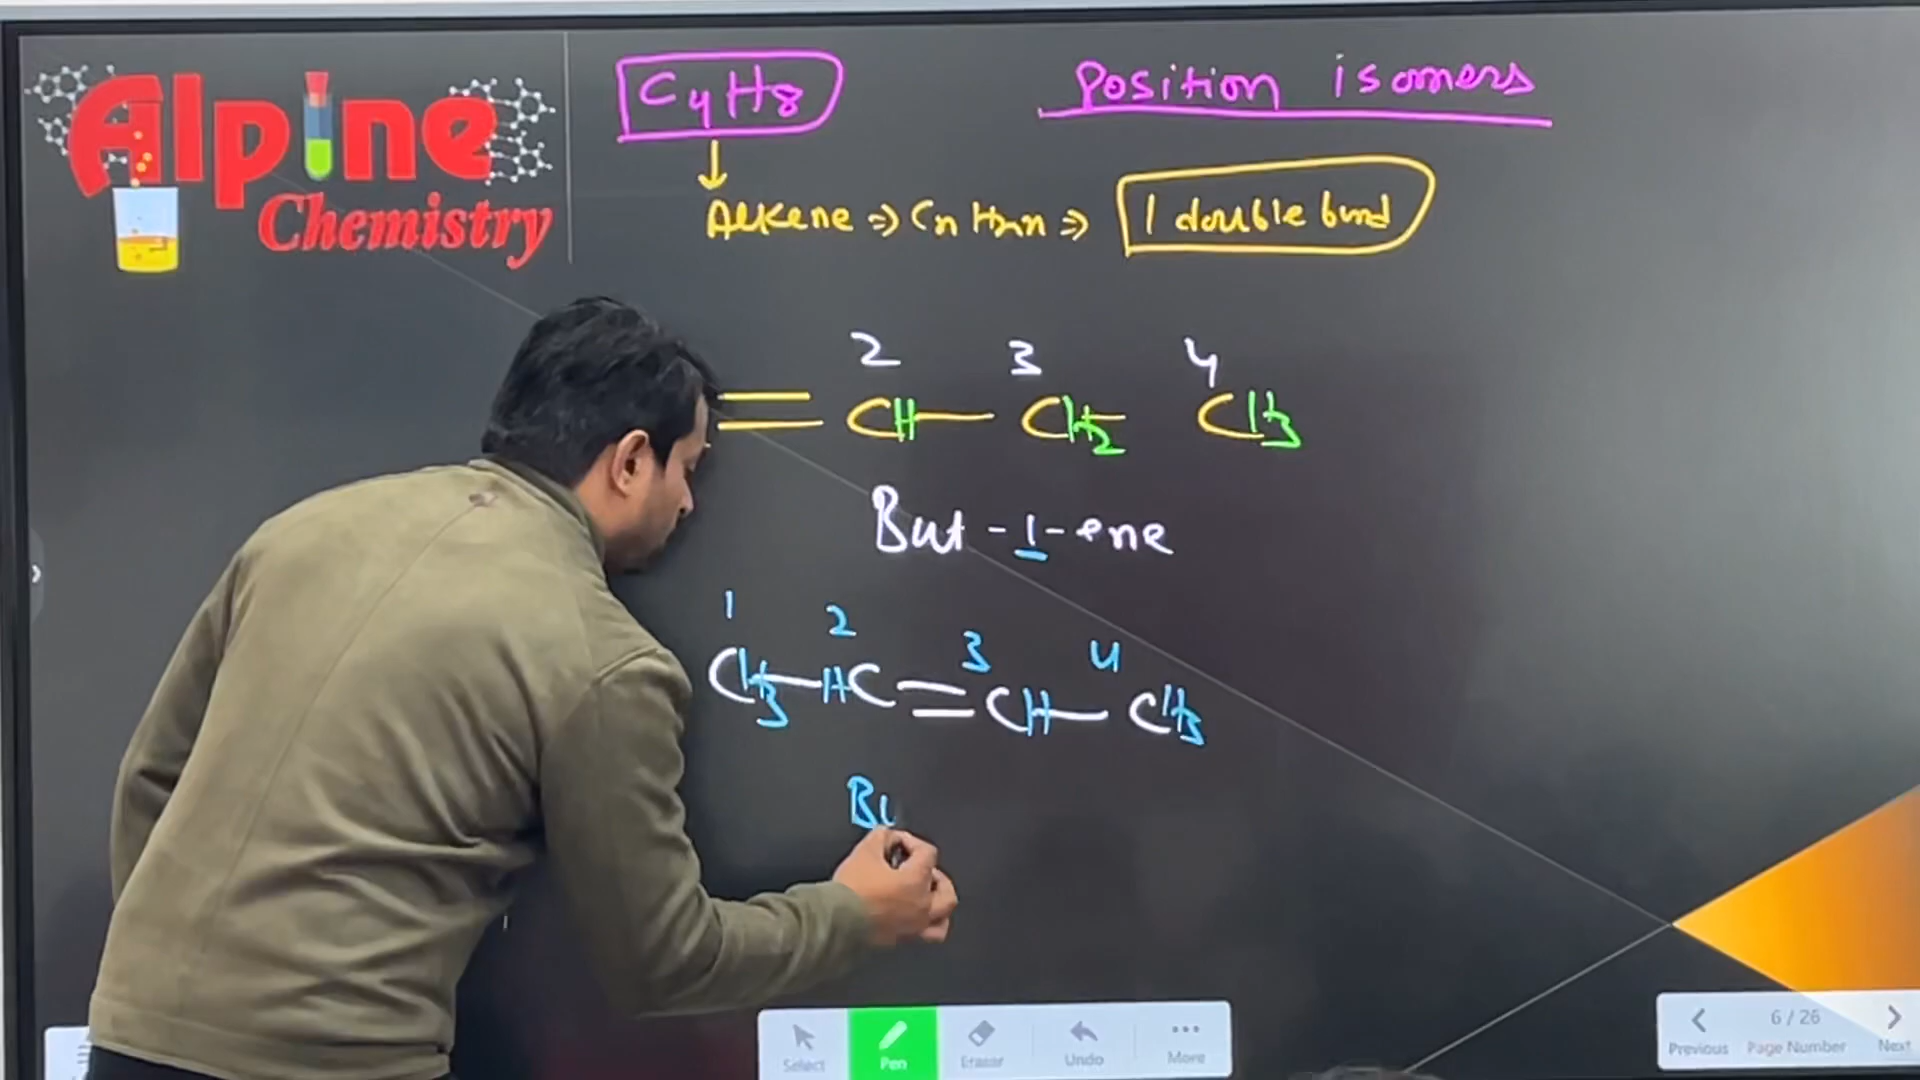 Alpine
Chemistry
C4H8
Position isomers
Alkene => CnH2n => 1 double bond
2 3 4
= CH - CH2 - CH3
But-1-ene
1 2 3 4
CH3 - HC = CH - CH3
Bu
Select
Pen
Eraser
Undo
More
Previous
6 / 26
Page Number
Next